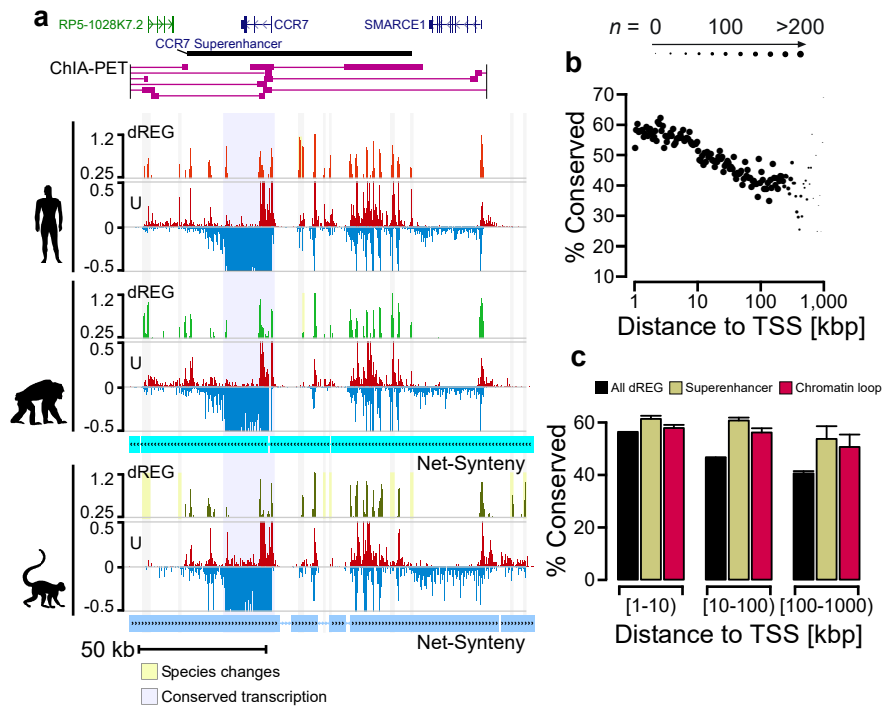 a
RP5-1028K7.2
CCR7
SMARCE1
CCR7 Superenhancer
ChIA-PET
dREG
1.2
0.25
0.5
U
0
-0.5
dREG
1.2
0.25
0.5
U
0
-0.5
Net-Synteny
dREG
1.2
0.25
0.5
U
0
-0.5
Net-Synteny
50 kb
Species changes
Conserved transcription
n = 0 100 >200
b
% Conserved
70
60
50
40
30
20
10
1 10 100 1,000
Distance to TSS [kbp]
c
All dREG Superenhancer Chromatin loop
% Conserved
60
40
20
0
[1-10) [10-100) [100-1000)
Distance to TSS [kbp]